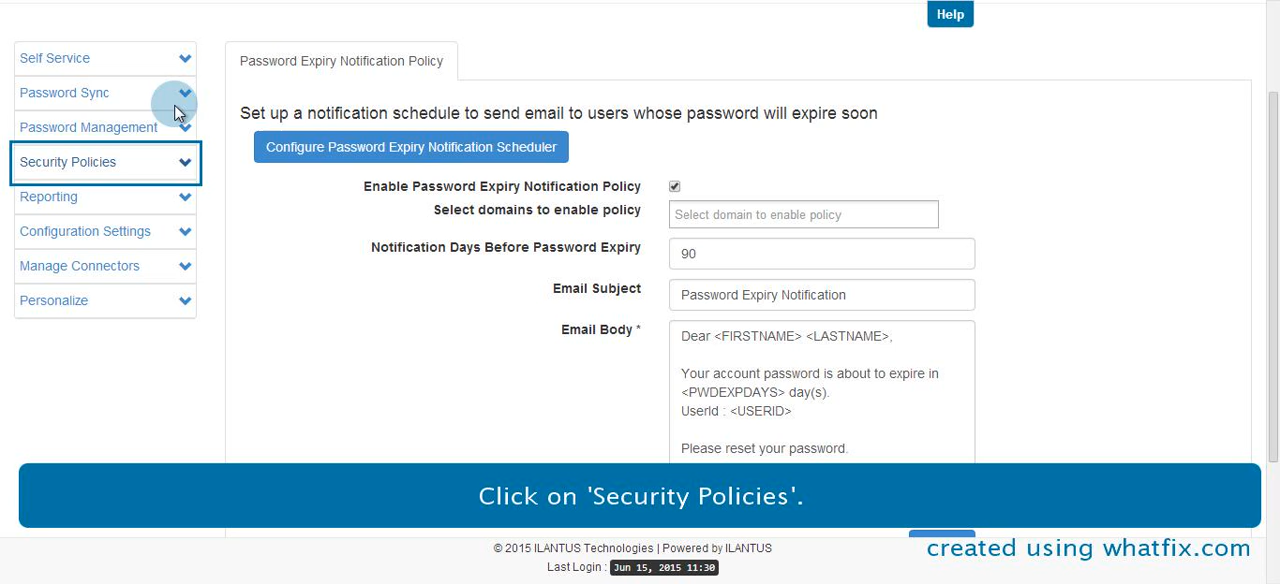 Help
Self Service
Password Sync
Password Management
Security Policies
Reporting
Configuration Settings
Manage Connectors
Personalize
Password Expiry Notification Policy
Set up a notification schedule to send email to users whose password will expire soon
Configure Password Expiry Notification Scheduler
Enable Password Expiry Notification Policy
Select domains to enable policy
Select domain to enable policy
Notification Days Before Password Expiry
90
Email Subject
Password Expiry Notification
Email Body *
Dear <FIRSTNAME> <LASTNAME>,
Your account password is about to expire in
<PWDEXPDAYS> day(s).
UserId : <USERID>
Please reset your password.
Click on 'Security Policies'.
© 2015 ILANTUS Technologies | Powered by ILANTUS
Last Login : Jun 15, 2015 11:30
created using whatfix.com